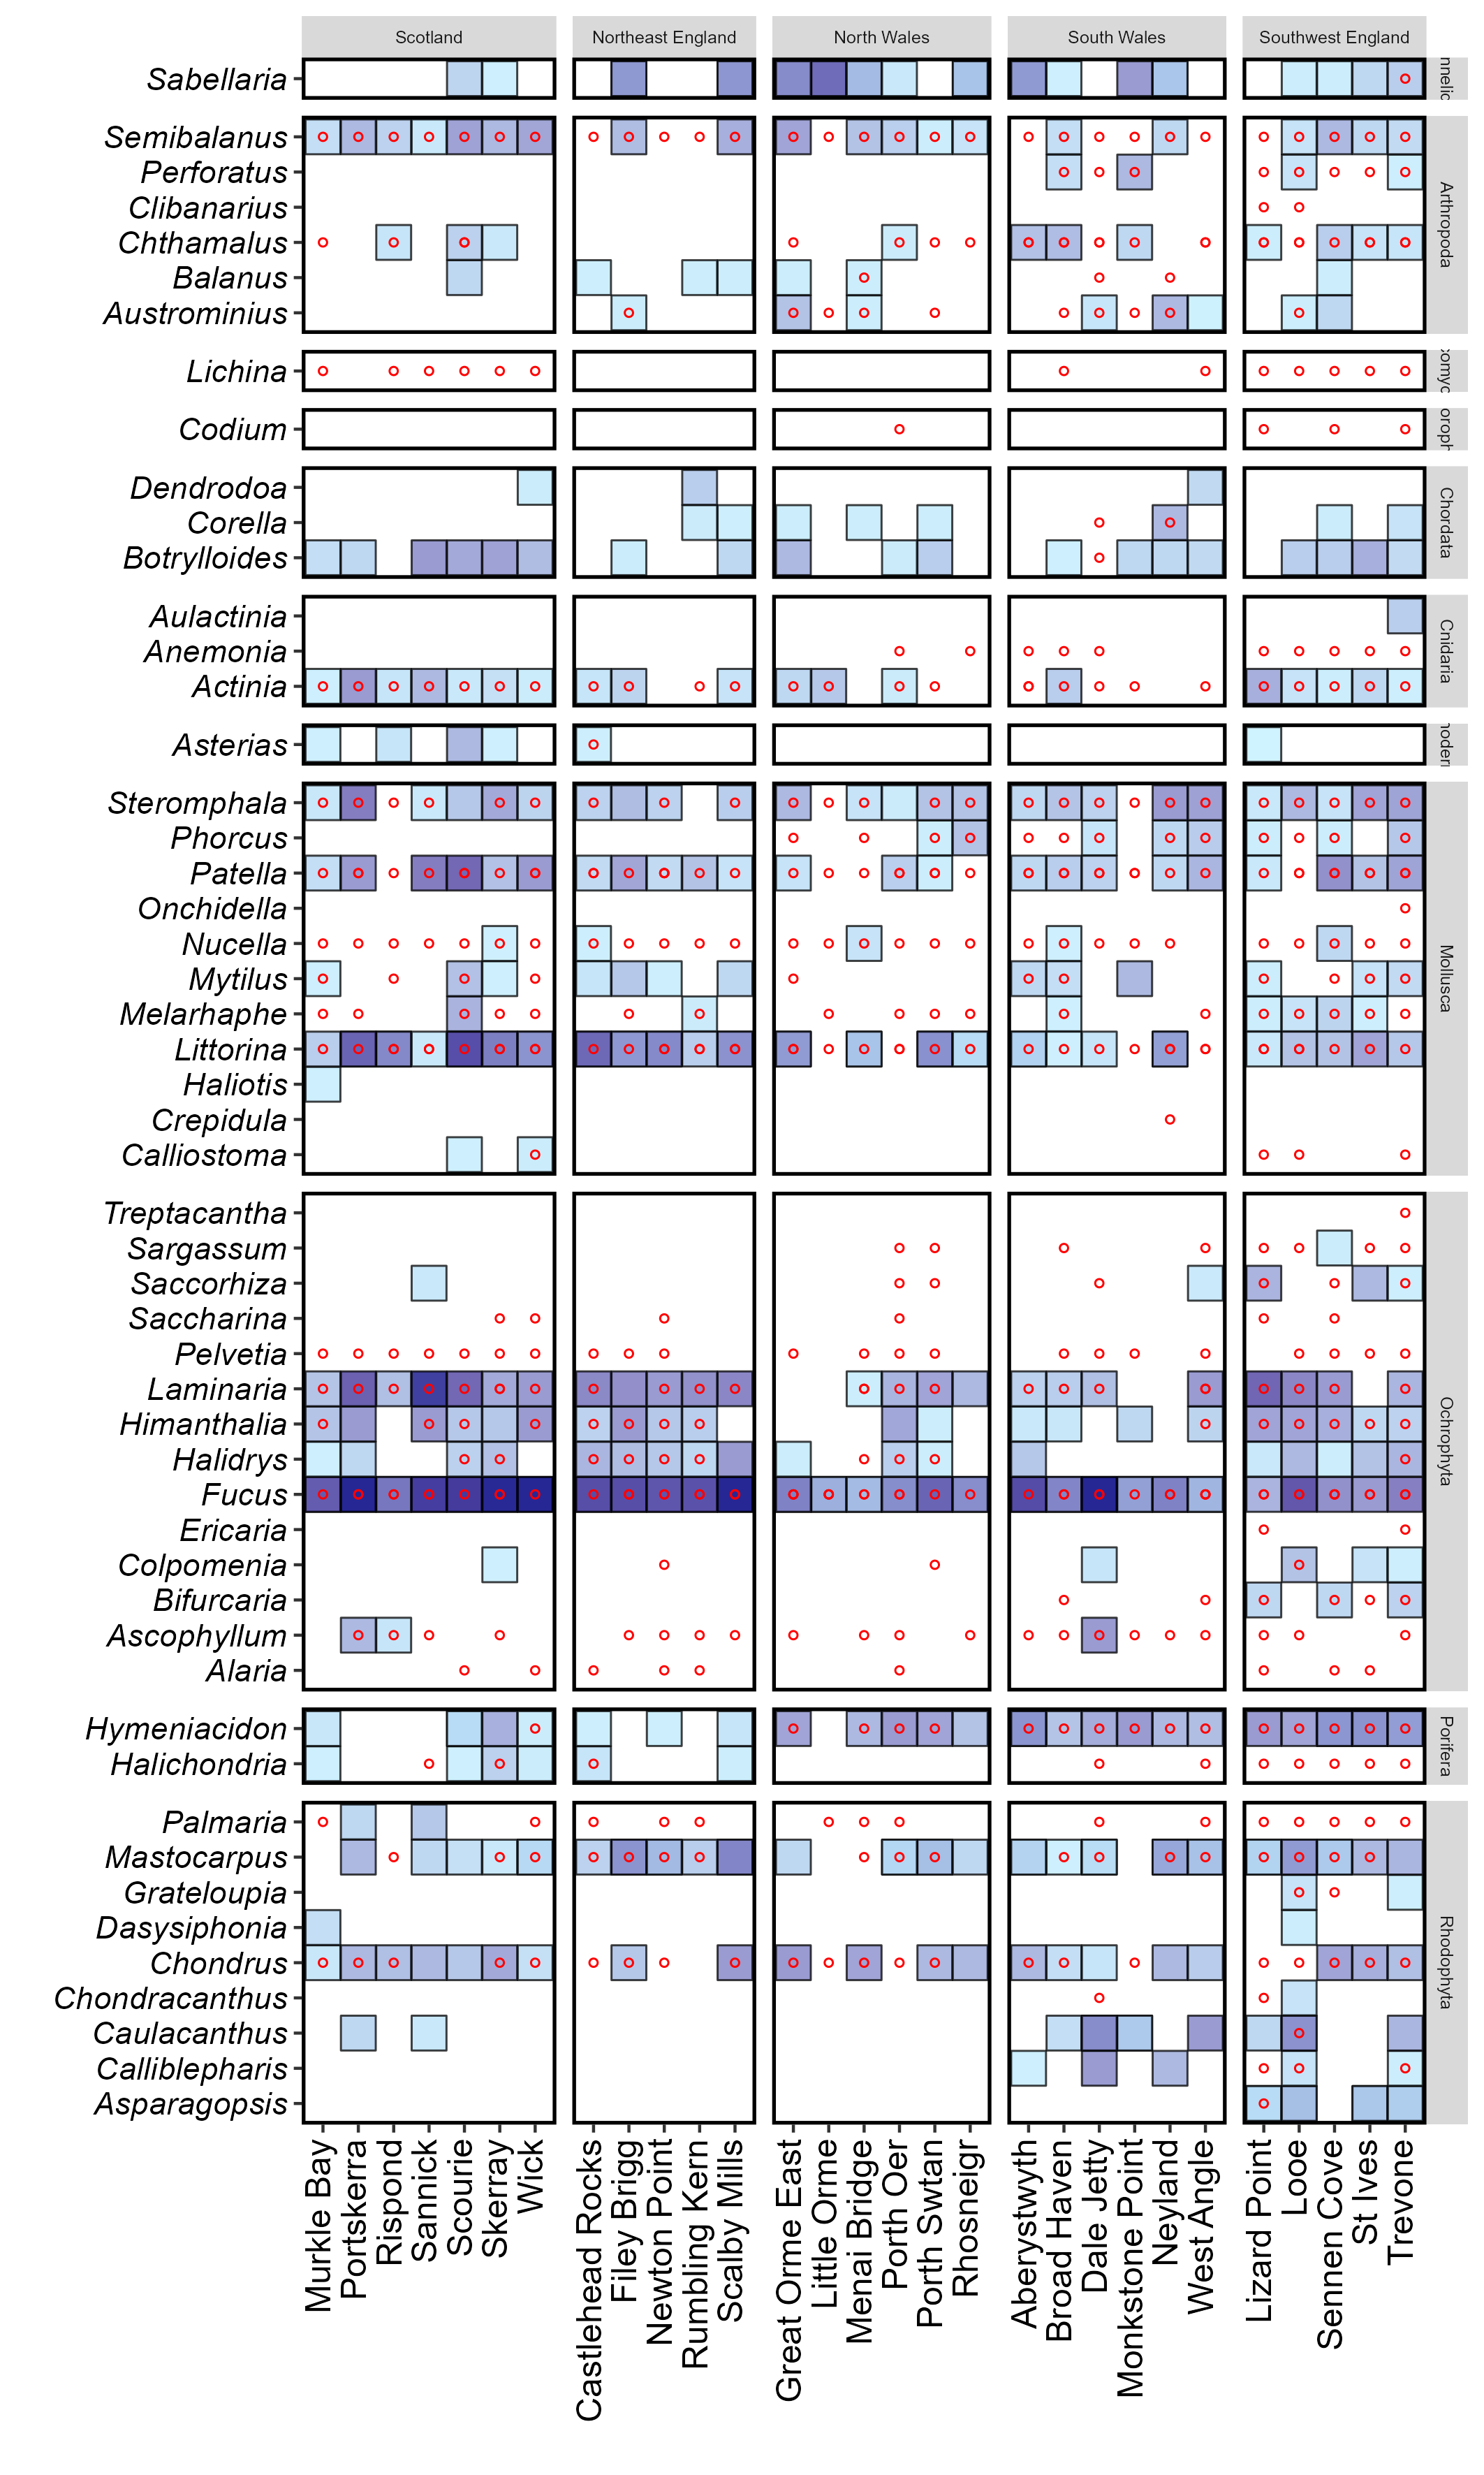 Scotland Northeast England North Wales South Wales Southwest England
Sabellaria
Semibalanus
Perforatus
Clibanarius
Chthamalus
Balanus
Austrominius
Arthropoda
Lichina
Codium
Dendrodoa
Corella
Botrylloides
Chordata
Aulactinia
Anemonia
Actinia
Cnidaria
Asterias
Steromphala
Phorcus
Patella
Onchidella
Nucella
Mytilus
Melarhaphe
Littorina
Haliotis
Crepidula
Calliostoma
Mollusca
Treptacantha
Sargassum
Saccorhiza
Saccharina
Pelvetia
Laminaria
Himanthalia
Halidrys
Fucus
Ericaria
Colpomenia
Bifurcaria
Ascophyllum
Alaria
Ochrophyta
Hymeniacidon
Halichondria
Porifera
Palmaria
Mastocarpus
Grateloupia
Dasysiphonia
Chondrus
Chondracanthus
Caulacanthus
Calliblepharis
Asparagopsis
Rhodophyta
Murkle Bay
Portskerra
Rispond
Sannick
Scourie
Skerray
Wick
Castlehead Rocks
Filey Brigg
Newton Point
Rumbling Kern
Scalby Mills
Great Orme East
Little Orme
Menai Bridge
Porth Oer
Porth Swtan
Rhosneigr
Aberystwyth
Broad Haven
Dale Jetty
Monkstone Point
Neyland
West Angle
Lizard Point
Looe
Sennen Cove
St Ives
Trevone